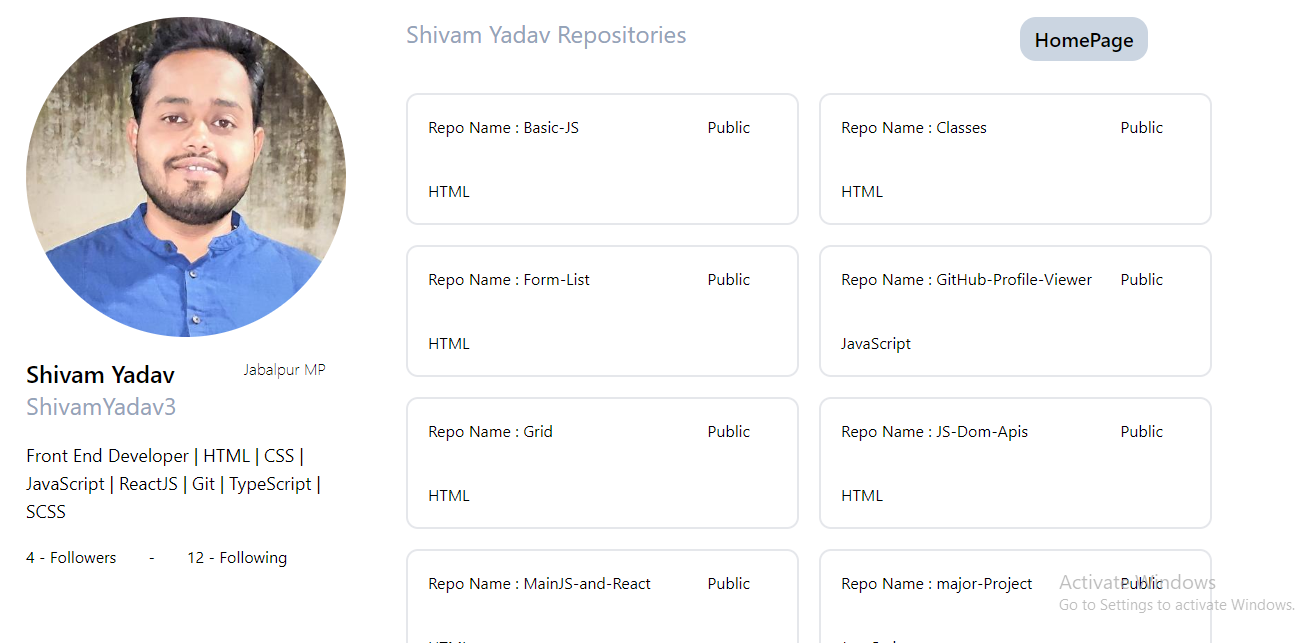 Shivam Yadav Repositories
HomePage
Shivam Yadav
Jabalpur MP
ShivamYadav3
Front End Developer | HTML | CSS |
JavaScript | ReactJS | Git | TypeScript |
SCSS
4 - Followers - 12 - Following
Repo Name : Basic-JS Public
HTML
Repo Name : Classes Public
HTML
Repo Name : Form-List Public
HTML
Repo Name : GitHub-Profile-Viewer Public
JavaScript
Repo Name : Grid Public
HTML
Repo Name : JS-Dom-Apis Public
HTML
Repo Name : MainJS-and-React Public
HTML
Repo Name : major-Project Public
Activate Windows
Go to Settings to activate Windows.